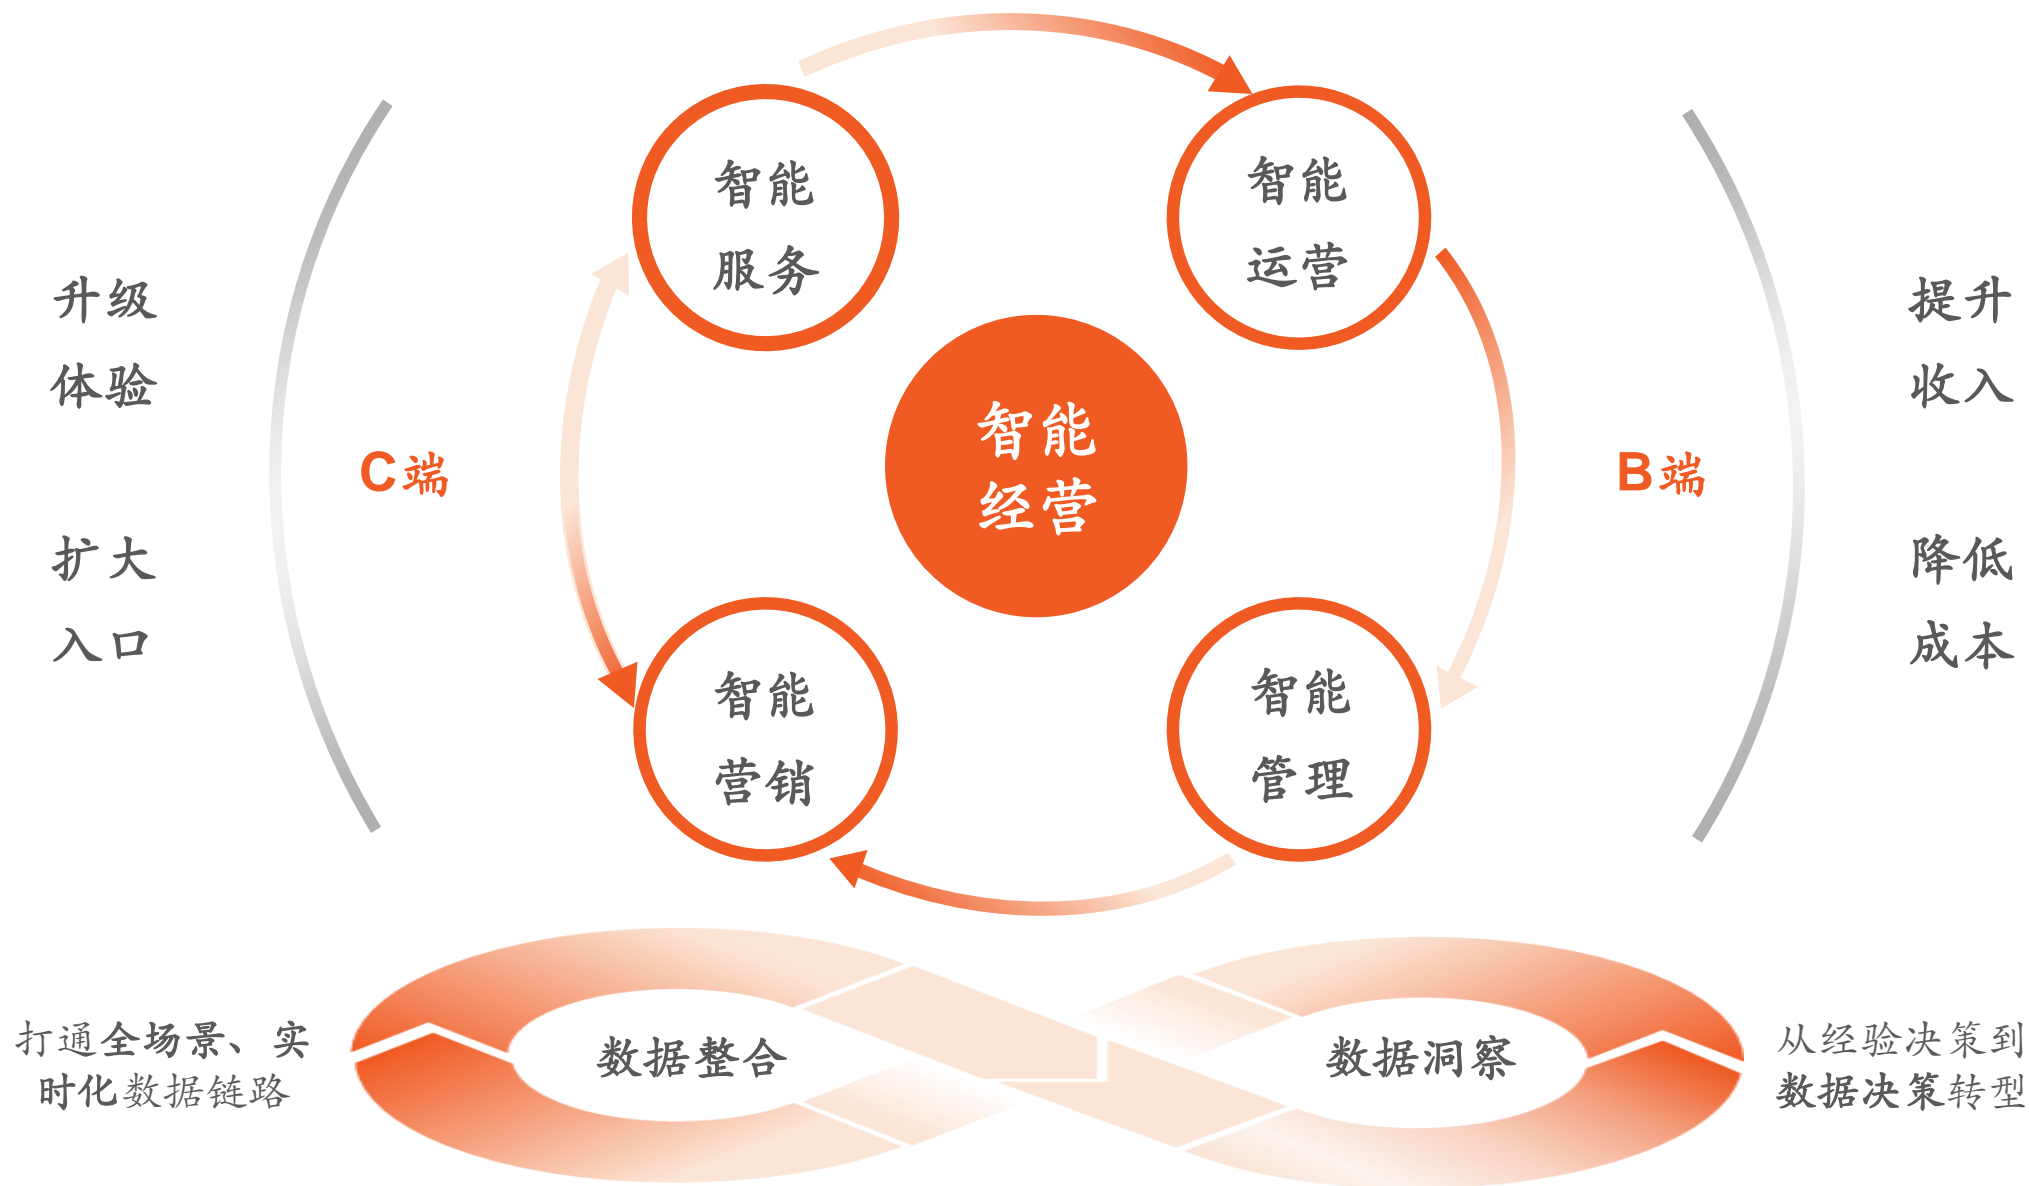 智能
服务
智能
运营
升级
体验
提升
收入
智能
经营
C端
B端
扩大
入口
降低
成本
智能
营销
智能
管理
打通全场景、实
时化数据链路
数据整合
数据洞察
从经验决策到
数据决策转型